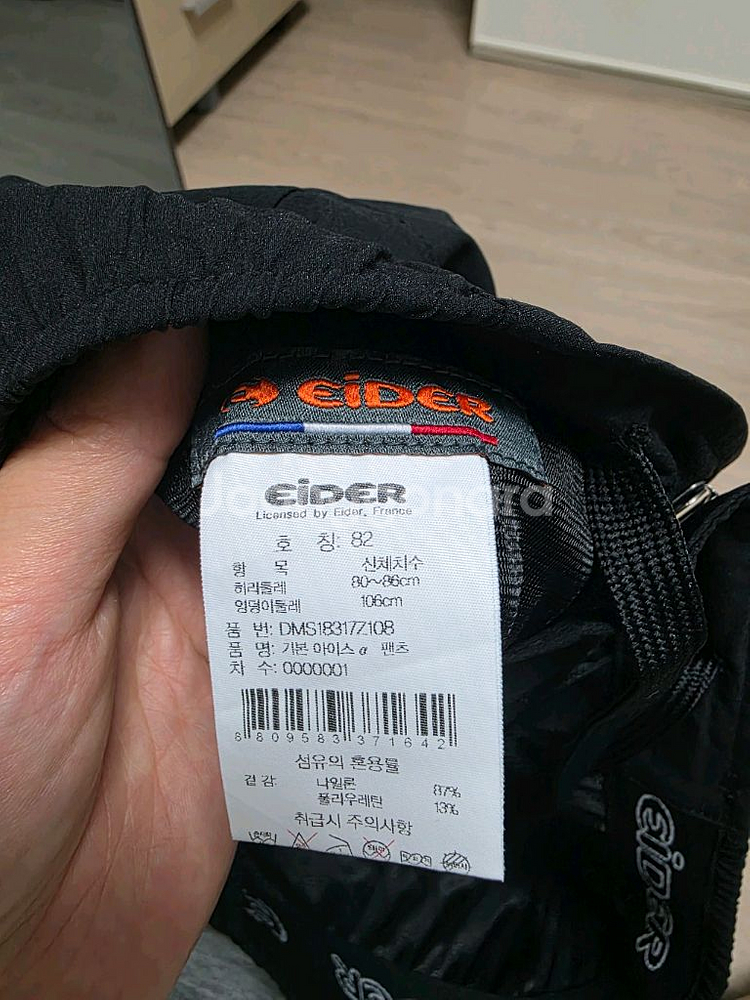 EiDER
EiDER
Licensed by Eider, France
호 칭: 82
항 목 신체치수
허리둘레 80~86cm
엉덩이둘레 106cm
품 번: DMS18317Z108
품 명: 기본 아이스 α 팬츠
차 수: 0000001
8809583371642
섬유의 혼용률
겉 감: 나일론 87%
폴리우레탄 13%
취급시 주의사항
EiDER